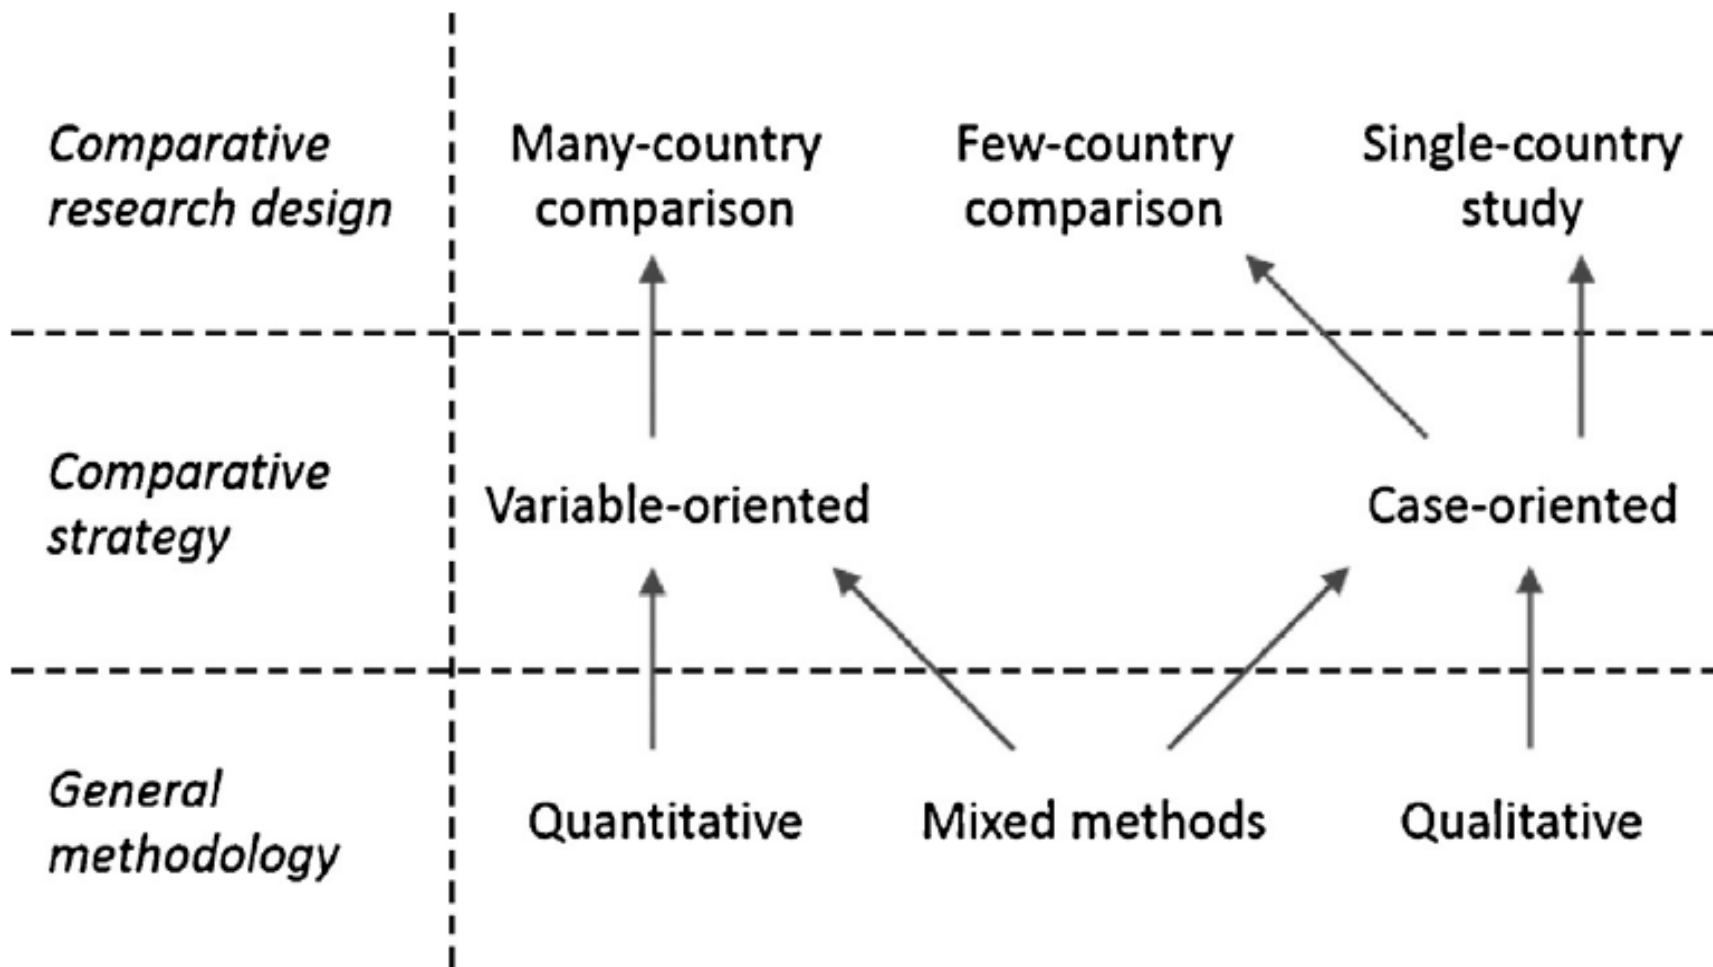 Comparative
research design
Many-country
comparison
Few-country
comparison
Single-country
study
Comparative
strategy
Variable-oriented
Case-oriented
General
methodology
Quantitative
Mixed methods
Qualitative